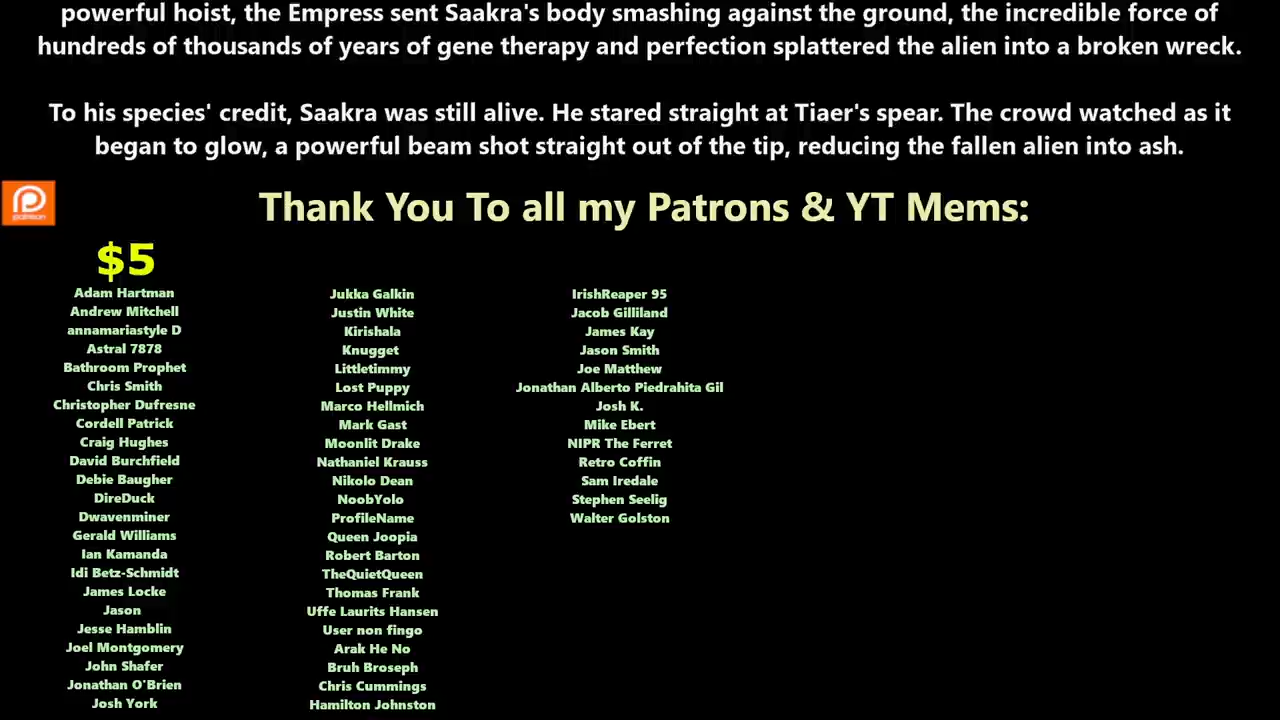 powerful hoist, the Empress sent Saakra's body smashing against the ground, the incredible force of
hundreds of thousands of years of gene therapy and perfection splattered the alien into a broken wreck.
To his species' credit, Saakra was still alive. He stared straight at Tiaer's spear. The crowd watched as it
began to glow, a powerful beam shot straight out of the tip, reducing the fallen alien into ash.
patreon
Thank You To all my Patrons & YT Mems:
$5
Adam Hartman
Andrew Mitchell
annamariastyle D
Astral 7878
Bathroom Prophet
Chris Smith
Christopher Dufresne
Cordell Patrick
Craig Hughes
David Burchfield
Debie Baugher
DireDuck
Dwavenminer
Gerald Williams
Ian Kamanda
Idi Betz-Schmidt
James Locke
Jason
Jesse Hamblin
Joel Montgomery
John Shafer
Jonathan O'Brien
Josh York
Jukka Galkin
Justin White
Kirishala
Knugget
Littletimmy
Lost Puppy
Marco Hellmich
Mark Gast
Moonlit Drake
Nathaniel Krauss
Nikolo Dean
NoobYolo
ProfileName
Queen Joopia
Robert Barton
TheQuietQueen
Thomas Frank
Uffe Laurits Hansen
User non fingo
Arak He No
Bruh Broseph
Chris Cummings
Hamilton Johnston
IrishReaper 95
Jacob Gilliland
James Kay
Jason Smith
Joe Matthew
Jonathan Alberto Piedrahita Gil
Josh K.
Mike Ebert
NIPR The Ferret
Retro Coffin
Sam Iredale
Stephen Seelig
Walter Golston